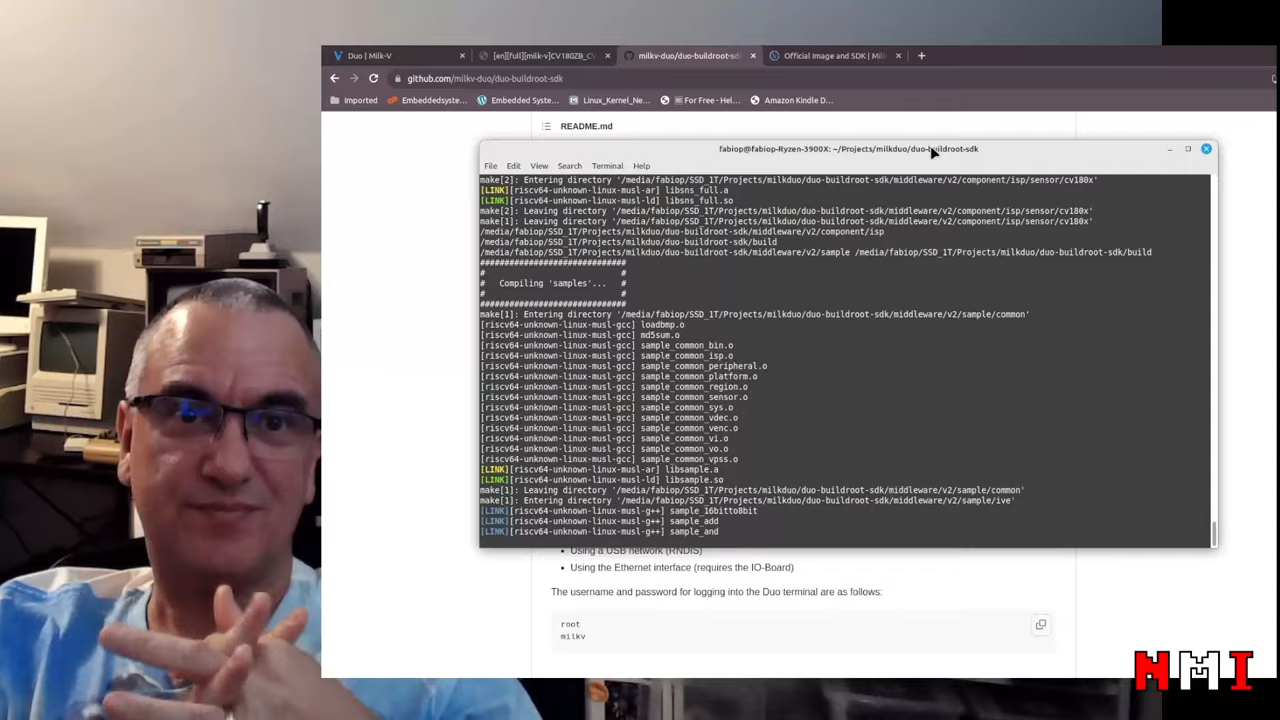 Duo | Milk-V
[en][full][milk-v]CV180ZB_C
milkv-duo/duo-buildroot-sd
Official Image and SDK | Mil
github.com/milkv-duo/duo-buildroot-sdk
Imported
Embeddedsyste...
Embedded Syste...
Linux_Kernel_Ne...
For Free - Hel...
Amazon Kindle D...
README.md
fabiop@fabiop-Ryzen-3900X: ~/Projects/milkduo/duo-buildroot-sdk
File Edit View Search Terminal Help
make[2]: Entering directory '/media/fabiop/SSD_1T/Projects/milkduo/duo-buildroot-sdk/middleware/v2/component/isp/sensor/cv180x'
[LINK][riscv64-unknown-linux-musl-ar] libsns_full.a
[LINK][riscv64-unknown-linux-musl-ld] libsns_full.so
make[2]: Leaving directory '/media/fabiop/SSD_1T/Projects/milkduo/duo-buildroot-sdk/middleware/v2/component/isp/sensor/cv180x'
make[1]: Leaving directory '/media/fabiop/SSD_1T/Projects/milkduo/duo-buildroot-sdk/middleware/v2/component/isp/sensor/cv180x'
/media/fabiop/SSD_1T/Projects/milkduo/duo-buildroot-sdk/middleware/v2/component/isp
/media/fabiop/SSD_1T/Projects/milkduo/duo-buildroot-sdk/build
/media/fabiop/SSD_1T/Projects/milkduo/duo-buildroot-sdk/middleware/v2/sample /media/fabiop/SSD_1T/Projects/milkduo/duo-buildroot-sdk/build
##############################
# #
# Compiling 'samples'... #
# #
##############################
make[1]: Entering directory '/media/fabiop/SSD_1T/Projects/milkduo/duo-buildroot-sdk/middleware/v2/sample/common'
[riscv64-unknown-linux-musl-gcc] loadbmp.o
[riscv64-unknown-linux-musl-gcc] md5sum.o
[riscv64-unknown-linux-musl-gcc] sample_common_bin.o
[riscv64-unknown-linux-musl-gcc] sample_common_isp.o
[riscv64-unknown-linux-musl-gcc] sample_common_peripheral.o
[riscv64-unknown-linux-musl-gcc] sample_common_platform.o
[riscv64-unknown-linux-musl-gcc] sample_common_region.o
[riscv64-unknown-linux-musl-gcc] sample_common_sensor.o
[riscv64-unknown-linux-musl-gcc] sample_common_sys.o
[riscv64-unknown-linux-musl-gcc] sample_common_vdec.o
[riscv64-unknown-linux-musl-gcc] sample_common_venc.o
[riscv64-unknown-linux-musl-gcc] sample_common_vi.o
[riscv64-unknown-linux-musl-gcc] sample_common_vo.o
[riscv64-unknown-linux-musl-gcc] sample_common_vpss.o
[LINK][riscv64-unknown-linux-musl-ar] libsample.a
[LINK][riscv64-unknown-linux-musl-ld] libsample.so
make[1]: Leaving directory '/media/fabiop/SSD_1T/Projects/milkduo/duo-buildroot-sdk/middleware/v2/sample/common'
make[1]: Entering directory '/media/fabiop/SSD_1T/Projects/milkduo/duo-buildroot-sdk/middleware/v2/sample/ive'
[LINK][riscv64-unknown-linux-musl-g++] sample_16bitto8bit
[LINK][riscv64-unknown-linux-musl-g++] sample_add
[LINK][riscv64-unknown-linux-musl-g++] sample_and
Using a USB network (RNDIS)
Using the Ethernet interface (requires the IO-Board)
The username and password for logging into the Duo terminal are as follows:
root
milkv
NMI